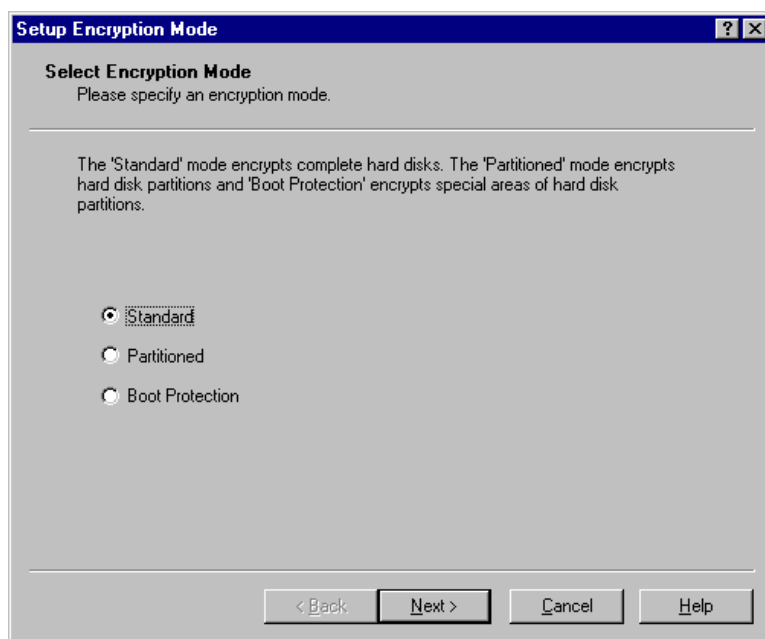 Setup Encryption Mode
Select Encryption Mode
Please specify an encryption mode.
The 'Standard' mode encrypts complete hard disks. The 'Partitioned' mode encrypts
hard disk partitions and 'Boot Protection' encrypts special areas of hard disk
partitions.
Standard
Partitioned
Boot Protection
< Back Next > Cancel Help